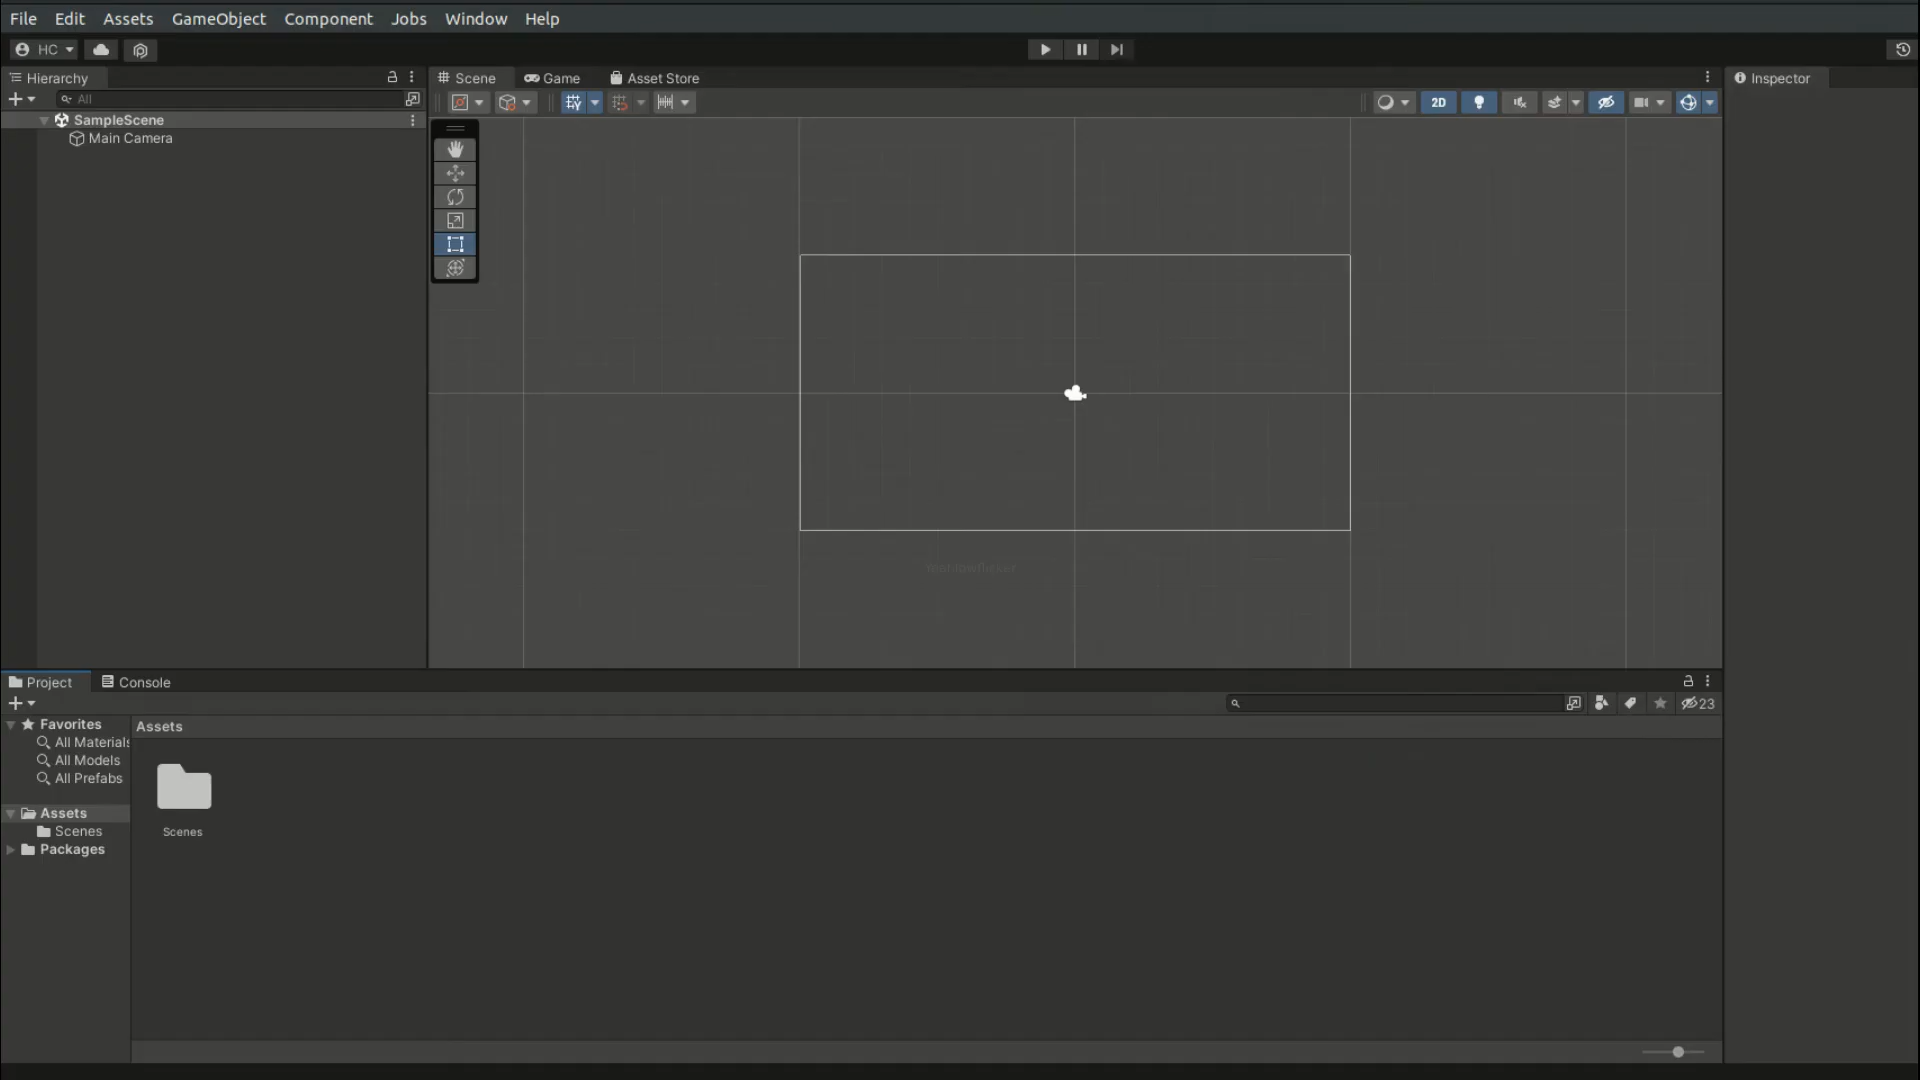 File Edit Assets GameObject Component Jobs Window Help
HC
Hierarchy
All
SampleScene
Main Camera
Scene Game Asset Store
2D
Inspector
Project Console
23
Favorites
All Materials
All Models
All Prefabs
Assets
Scenes
Packages
Assets
Scenes